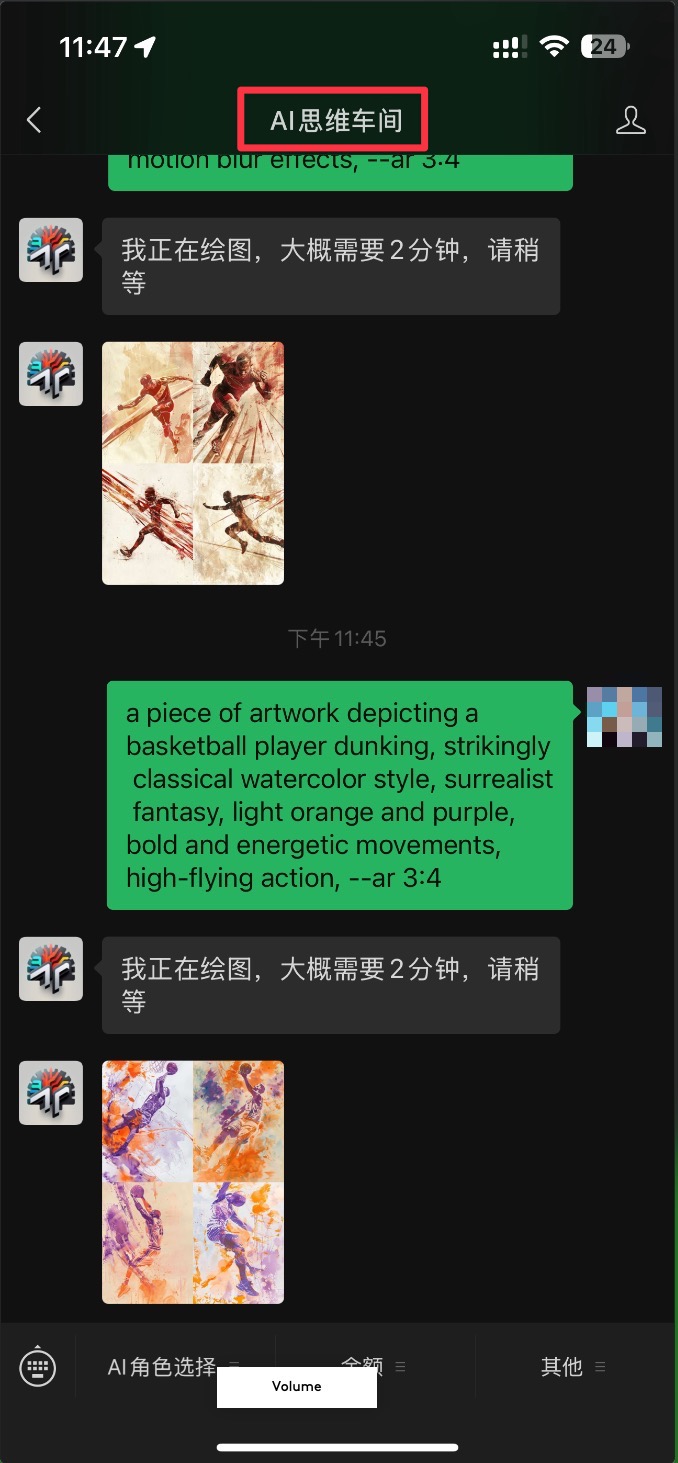 11:47
24
AI思维车间
motion blur effects, --ar 3:4
我正在绘图，大概需要2分钟，请稍
等
下午11:45
a piece of artwork depicting a
basketball player dunking, strikingly
classical watercolor style, surrealist
fantasy, light orange and purple,
bold and energetic movements,
high-flying action, --ar 3:4
我正在绘图，大概需要2分钟，请稍
等
AI角色选择
余额
其他
Volume